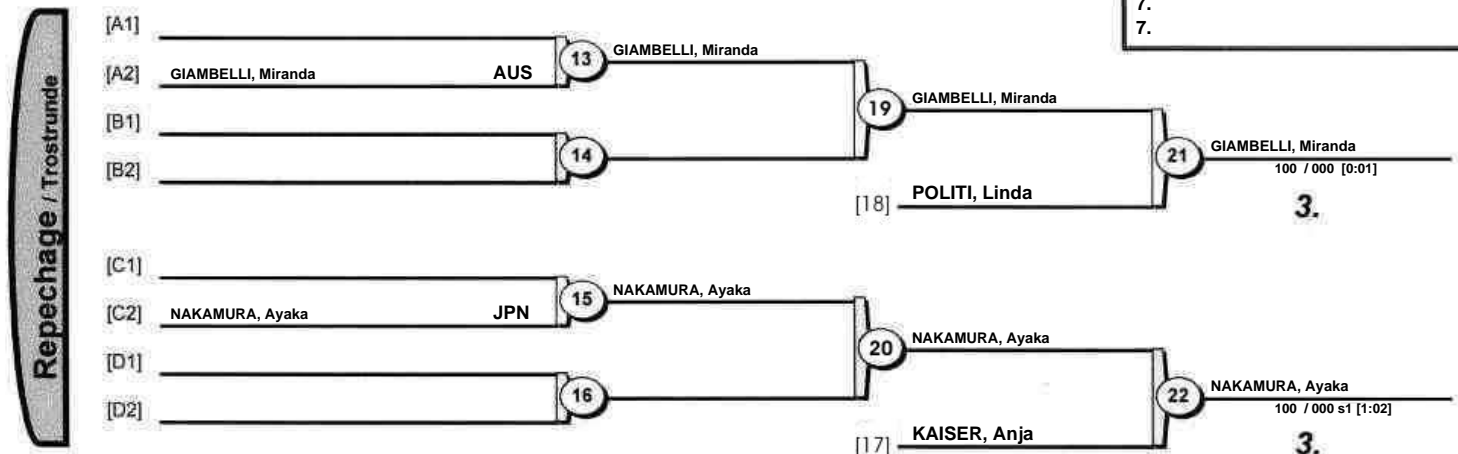 7.
7.
Repechage / Trostrunde
[A1]
[A2] GIAMBELLI, Miranda AUS
13
GIAMBELLI, Miranda
[B1]
[B2]
14
19
GIAMBELLI, Miranda
[18] POLITI, Linda
21
GIAMBELLI, Miranda
100 / 000 [0:01]
3.
[C1]
[C2] NAKAMURA, Ayaka JPN
15
NAKAMURA, Ayaka
[D1]
[D2]
16
20
NAKAMURA, Ayaka
[17] KAISER, Anja
22
NAKAMURA, Ayaka
100 / 000 s1 [1:02]
3.